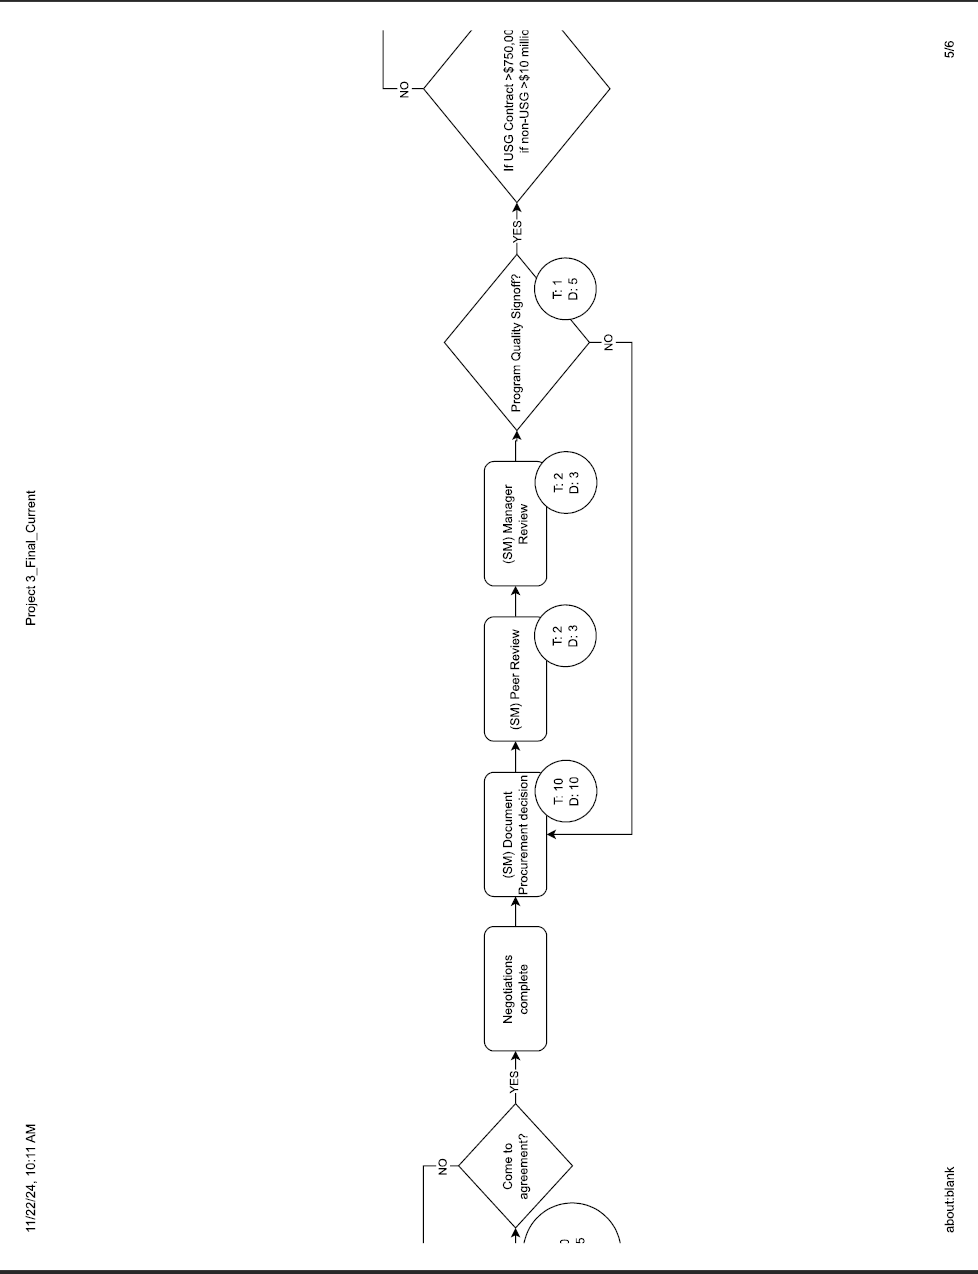 11/22/24, 10:11 AM
Project 3_Final_Current
Come to
agreement?
NO
YES
Negotiations
complete
(SM) Document
Procurement decision
T: 10
D: 10
(SM) Peer Review
T: 2
D: 3
(SM) Manager
Review
T: 2
D: 3
Program Quality Signoff?
T: 1
D: 5
NO
YES
If USG Contract >$750,00
if non-USG >$10 millic
NO
5
about:blank
5/6